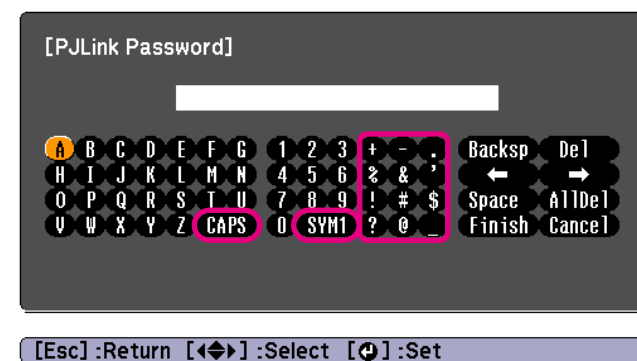 [PJLink Password]
A B C D E F G 1 2 3 + - . Backsp Del
H I J K L M N 4 5 6 % & ' ← →
O P Q R S T U 7 8 9 ! # $ Space AllDel
V W X Y Z CAPS 0 SYM1 ? @ _ Finish Cancel
[Esc] :Return [◆] :Select [↵] :Set